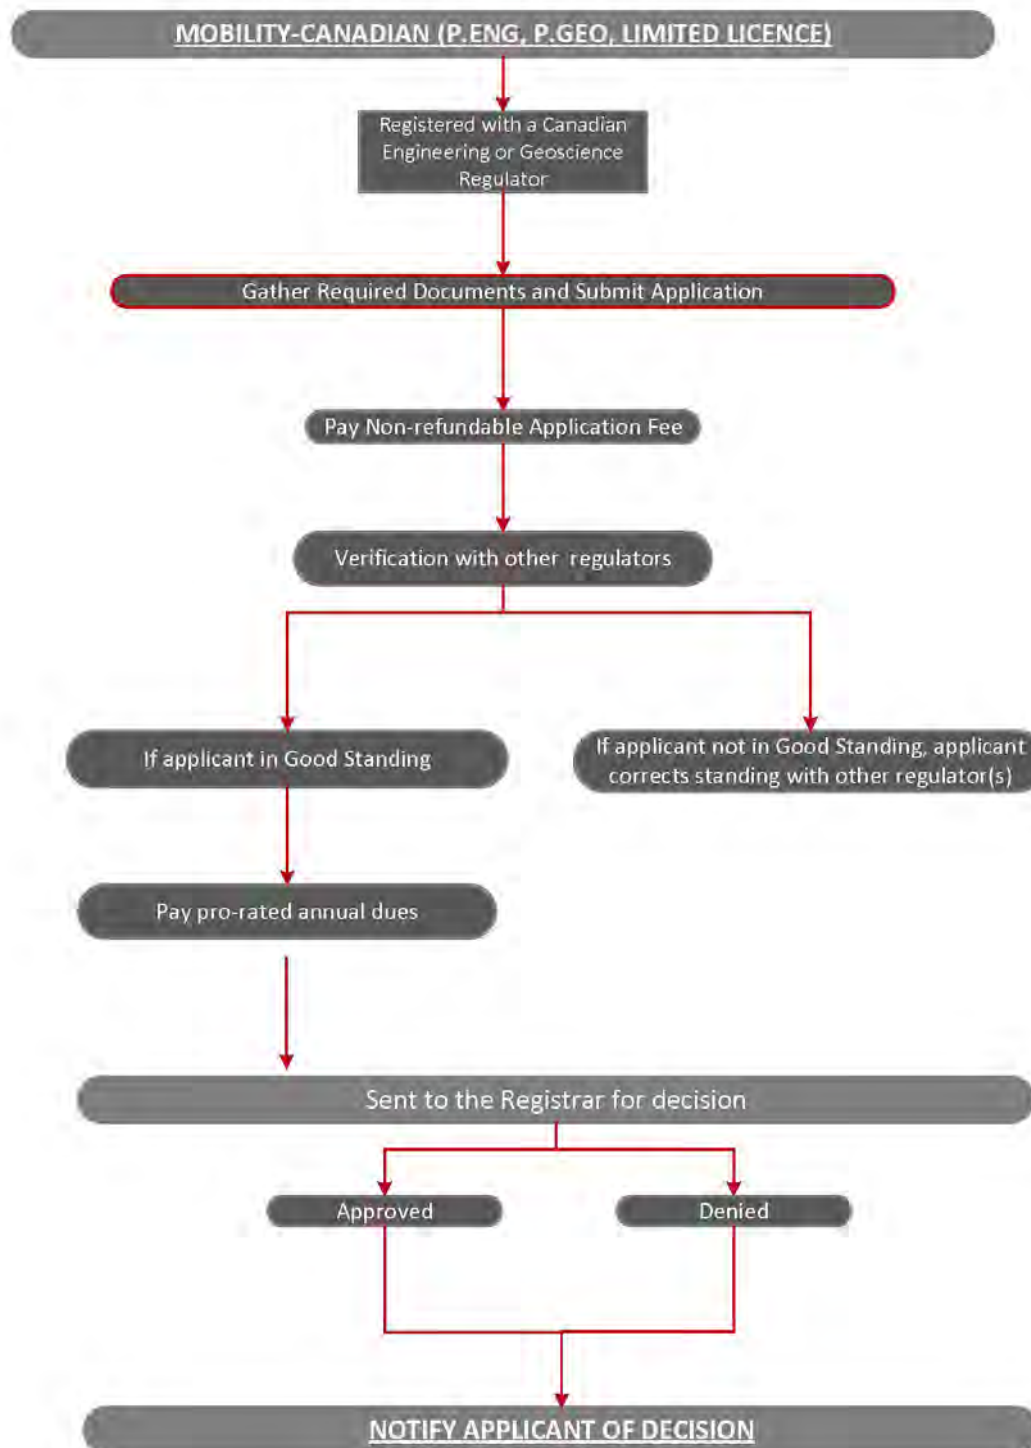 MOBILITY-CANADIAN (P.ENG, P.GEO, LIMITED LICENCE)
Registered with a Canadian
Engineering or Geoscience
Regulator
Gather Required Documents and Submit Application
Pay Non-refundable Application Fee
Verification with other regulators
If applicant in Good Standing
If applicant not in Good Standing, applicant
corrects standing with other regulator(s)
Pay pro-rated annual dues
Sent to the Registrar for decision
Approved
Denied
NOTIFY APPLICANT OF DECISION